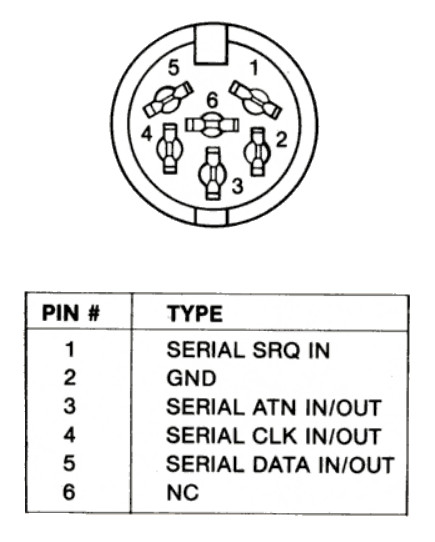 5 1
6
4 2
3
PIN # TYPE
1 SERIAL SRQ IN
2 GND
3 SERIAL ATN IN/OUT
4 SERIAL CLK IN/OUT
5 SERIAL DATA IN/OUT
6 NC